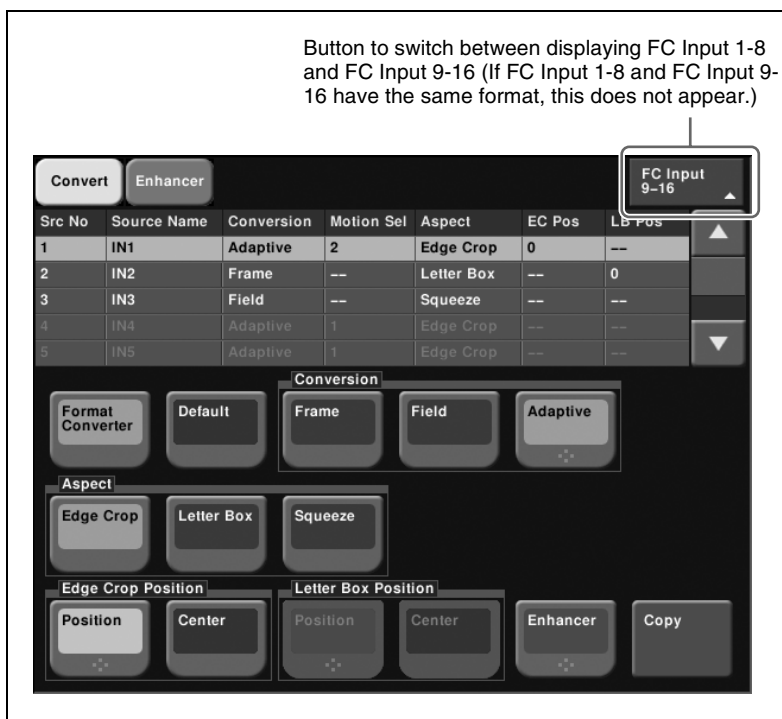 Button to switch between displaying FC Input 1-8
and FC Input 9-16 (If FC Input 1-8 and FC Input 9-
16 have the same format, this does not appear.)
Convert Enhancer FC Input
9–16
Src No Source Name Conversion Motion Sel Aspect EC Pos LB Pos
1 IN1 Adaptive 2 Edge Crop 0 --
2 IN2 Frame -- Letter Box -- 0
3 IN3 Field -- Squeeze -- --
4 IN4 Adaptive 1 Edge Crop -- --
5 IN5 Adaptive 1 Edge Crop -- --
Conversion
Format
Converter Default Frame Field Adaptive
Aspect
Edge Crop Letter Box Squeeze
Edge Crop Position Letter Box Position
Position Center Position Center Enhancer Copy